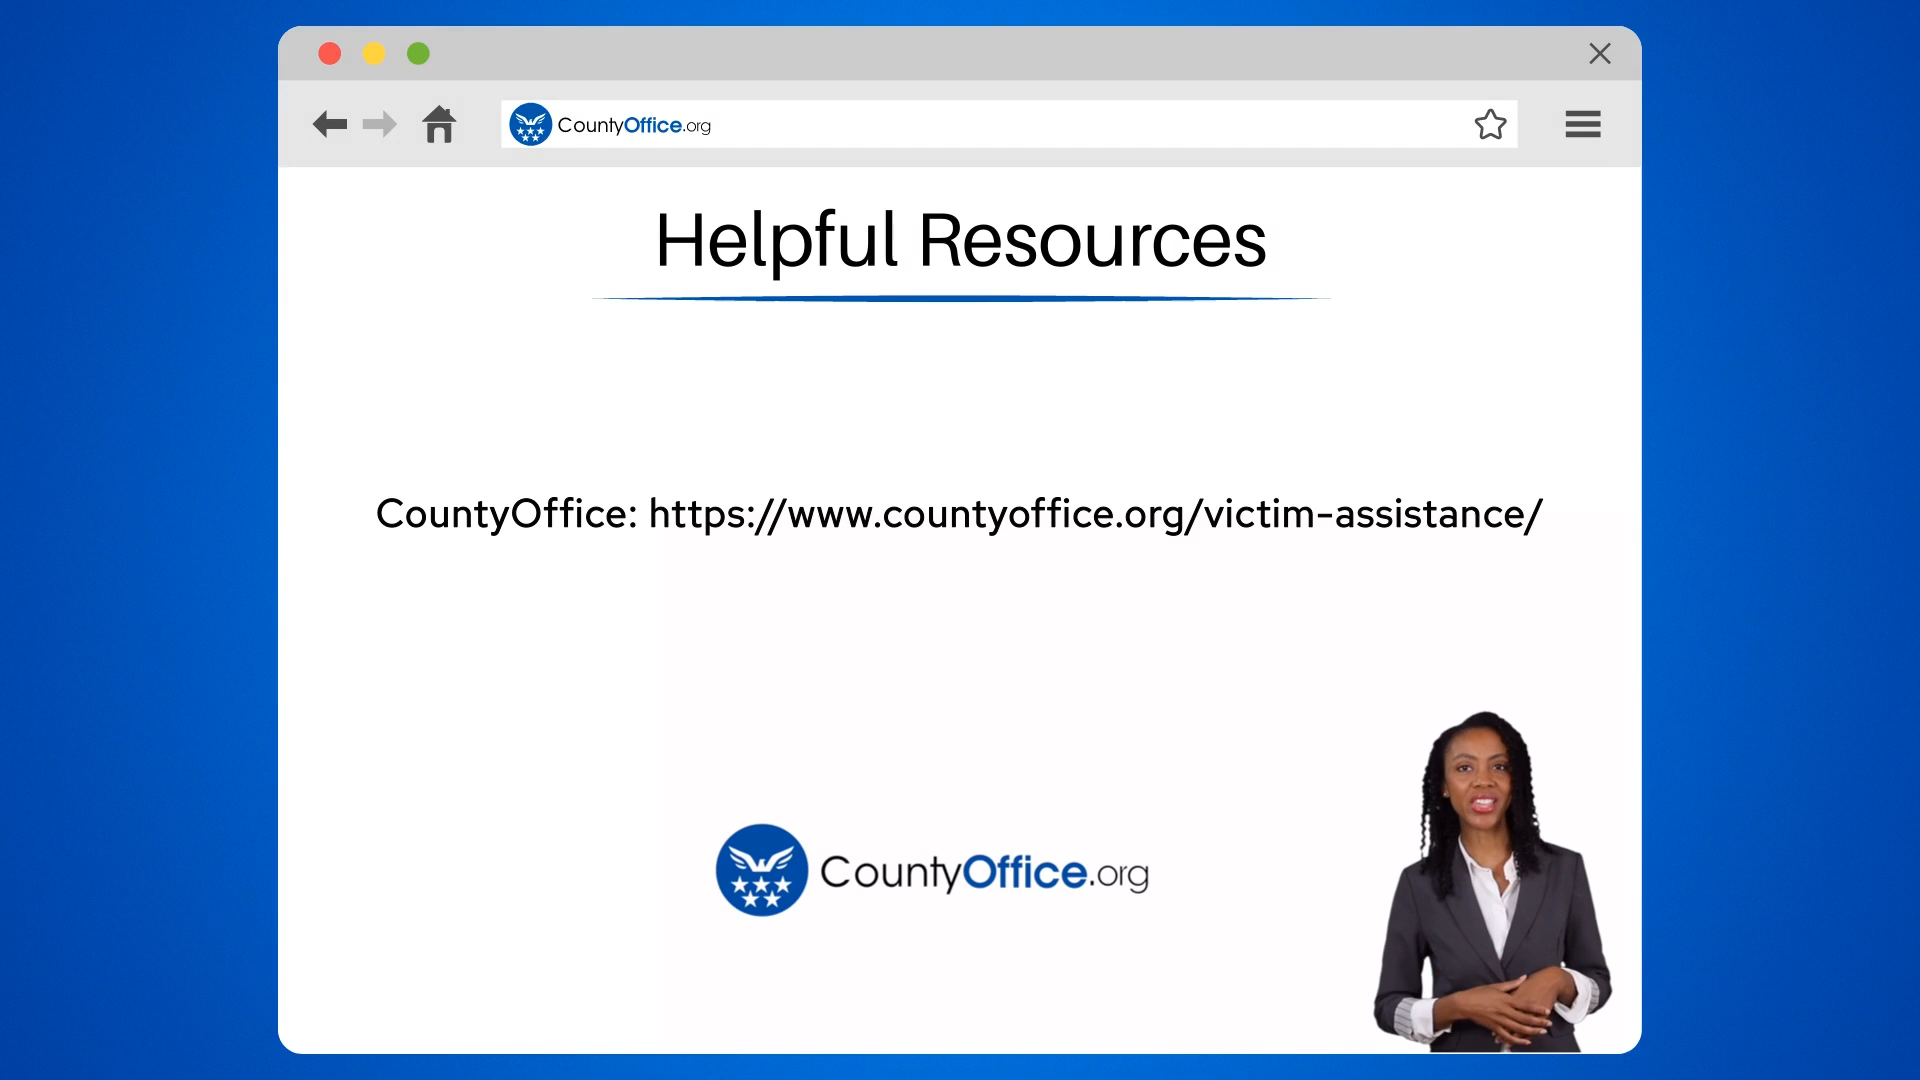 CountyOffice.org
Helpful Resources
CountyOffice: https://www.countyoffice.org/victim-assistance/
CountyOffice.org